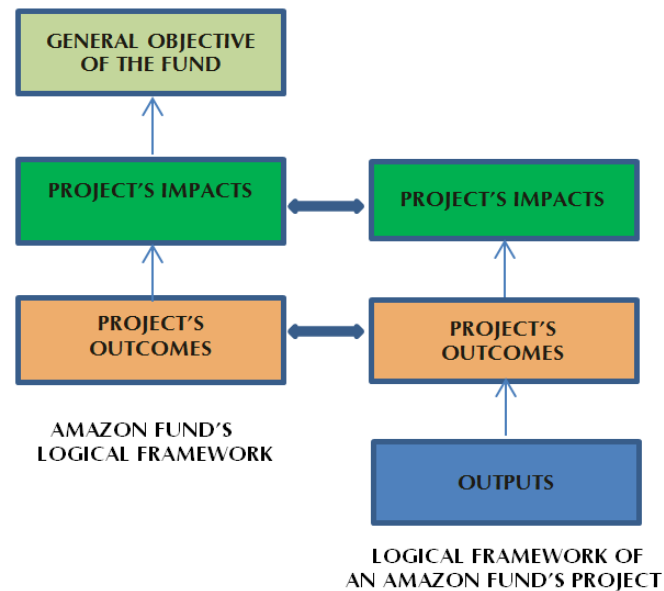 GENERAL OBJECTIVE
OF THE FUND
PROJECT'S IMPACTS
PROJECT'S IMPACTS
PROJECT'S
OUTCOMES
PROJECT'S
OUTCOMES
AMAZON FUND'S
LOGICAL FRAMEWORK
OUTPUTS
LOGICAL FRAMEWORK OF
AN AMAZON FUND'S PROJECT